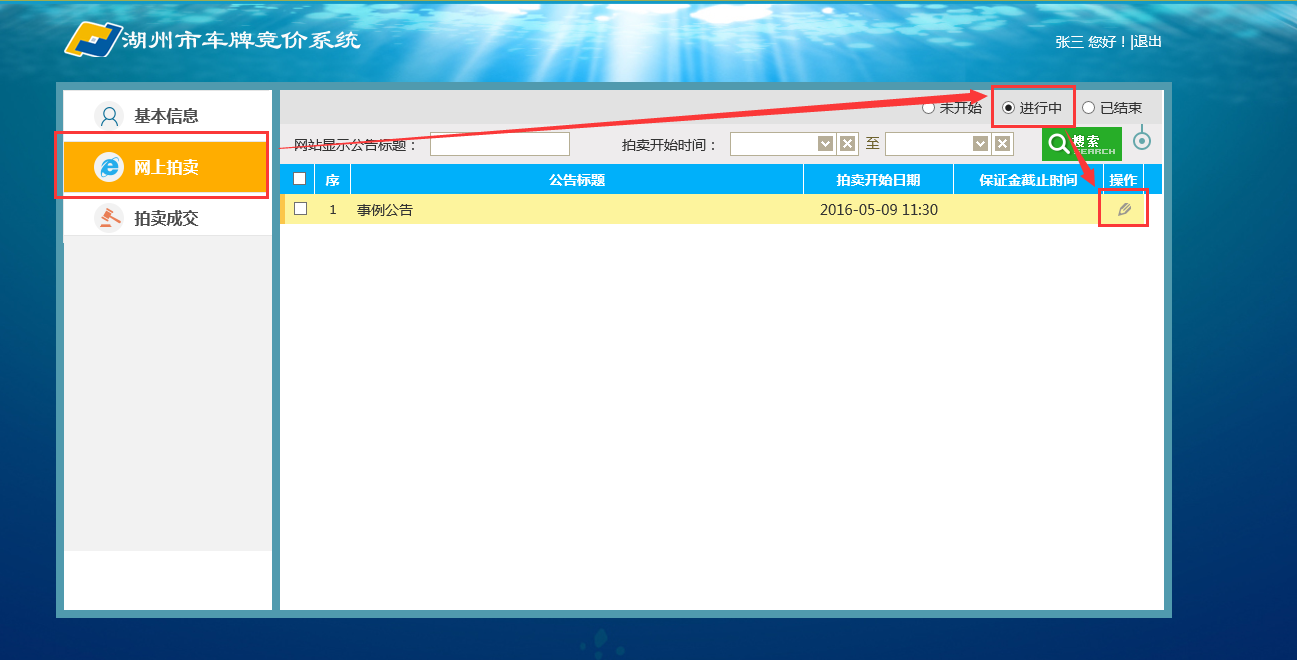 湖州市车牌竞价系统
张三 您好！|退出
基本信息
网上拍卖
拍卖成交
未开始 进行中 已结束
网站显示公告标题： 拍卖开始时间： 至 搜索
SEARCH
序 公告标题 拍卖开始日期 保证金截止时间 操作
1 事例公告 2016-05-09 11:30